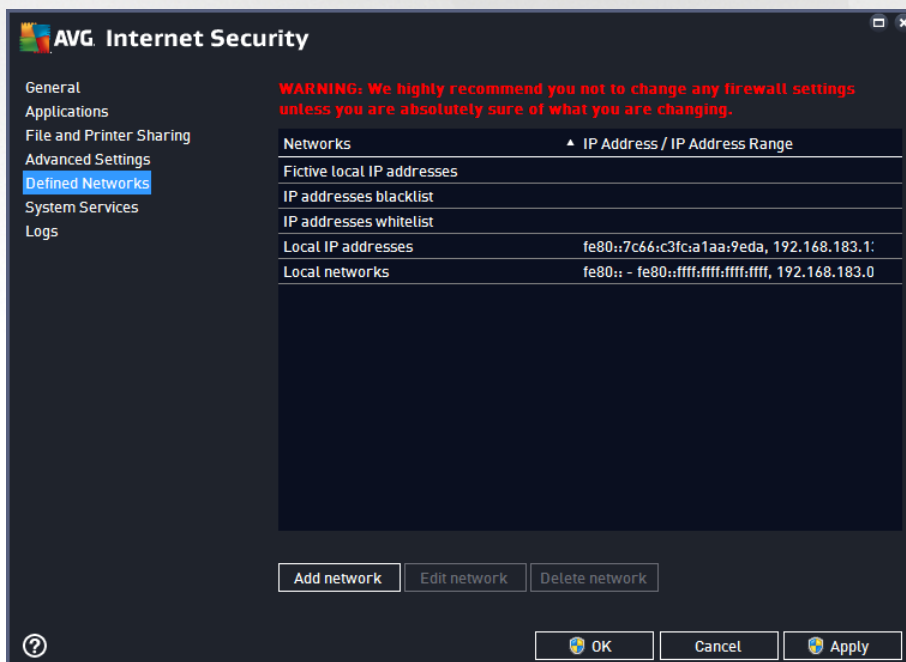 AVG Internet Security
General
Applications
File and Printer Sharing
Advanced Settings
Defined Networks
System Services
Logs
WARNING: We highly recommend you not to change any firewall settings
unless you are absolutely sure of what you are changing.
Networks IP Address / IP Address Range
Fictive local IP addresses
IP addresses blacklist
IP addresses whitelist
Local IP addresses fe80::7c66:c3fc:a1aa:9eda, 192.168.183.1
Local networks fe80:: - fe80::ffff:ffff:ffff:ffff, 192.168.183.0
Add network Edit network Delete network
? OK Cancel Apply